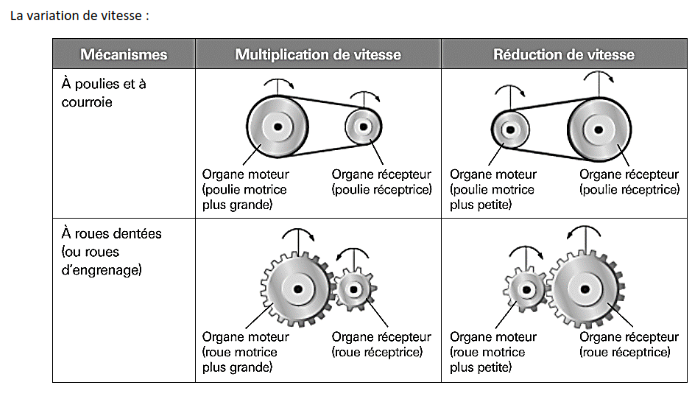 La variation de vitesse :
Mécanismes
Multiplication de vitesse
Réduction de vitesse
À poulies et à
courroie
Organe moteur
(poulie motrice
plus grande)
Organe récepteur
(poulie réceptrice)
Organe moteur
(poulie motrice
plus petite)
Organe récepteur
(poulie réceptrice)
À roues dentées
(ou roues
d'engrenage)
Organe moteur
(roue motrice
plus grande)
Organe récepteur
(roue réceptrice)
Organe moteur
(roue motrice
plus petite)
Organe récepteur
(roue réceptrice)